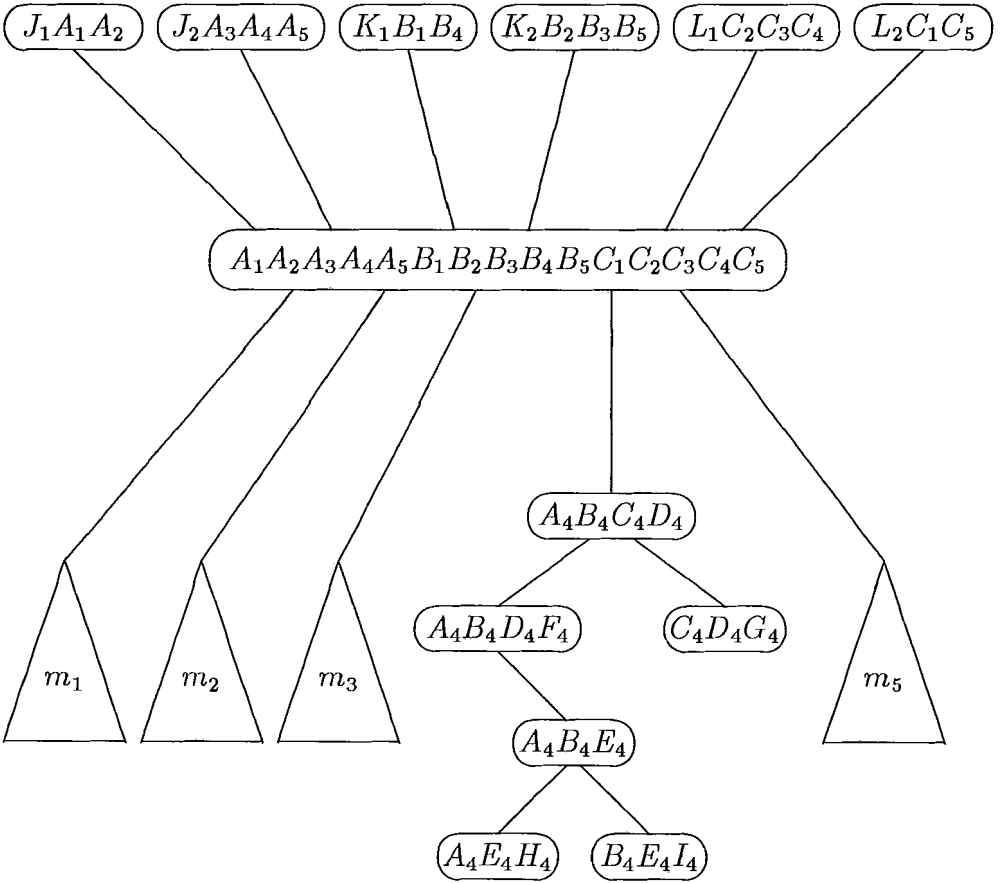 J₁A₁A₂ J₂A₃A₄A₅ K₁B₁B₄ K₂B₂B₃B₅ L₁C₂C₃C₄ L₂C₁C₅
A₁A₂A₃A₄A₅B₁B₂B₃B₄B₅C₁C₂C₃C₄C₅
A₄B₄C₄D₄
A₄B₄D₄F₄ C₄D₄G₄
m₁ m₂ m₃ m₅
A₄B₄E₄
A₄E₄H₄ B₄E₄I₄